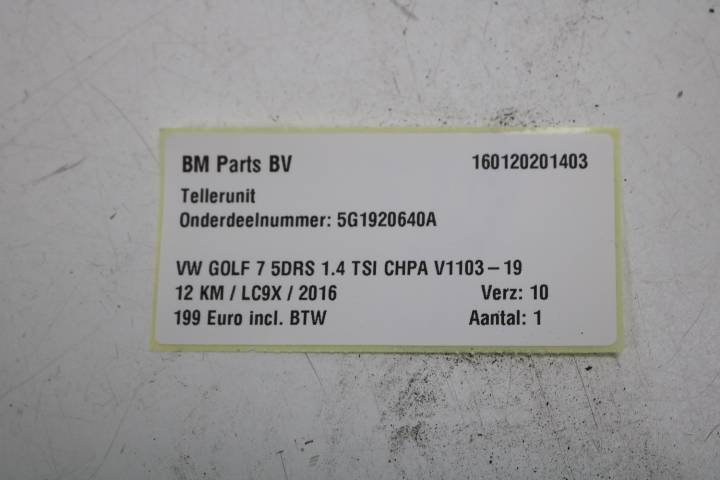 BM Parts BV 160120201403
Tellerunit
Onderdeelnummer: 5G1920640A
VW GOLF 7 5DRS 1.4 TSI CHPA V1103-19
12 KM / LC9X / 2016 Verz: 10
199 Euro incl. BTW Aantal: 1